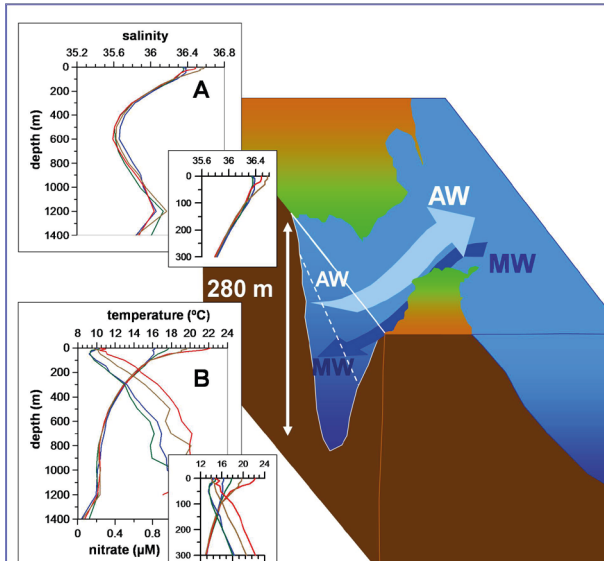 salinity
35.2 35.6 36 36.4 36.8
0
200
400
600
800
1000
1200
1400
depth (m)
A
35.6 36 36.4
0
100
200
300
280 m
AW
AW
MW
MW
temperature (ºC)
8 10 12 14 16 18 20 22 24
0
200
400
600
800
1000
1200
1400
depth (m)
B
0 0.4 0.8
nitrate (µM)
12 16 20 24
0
100
200
300